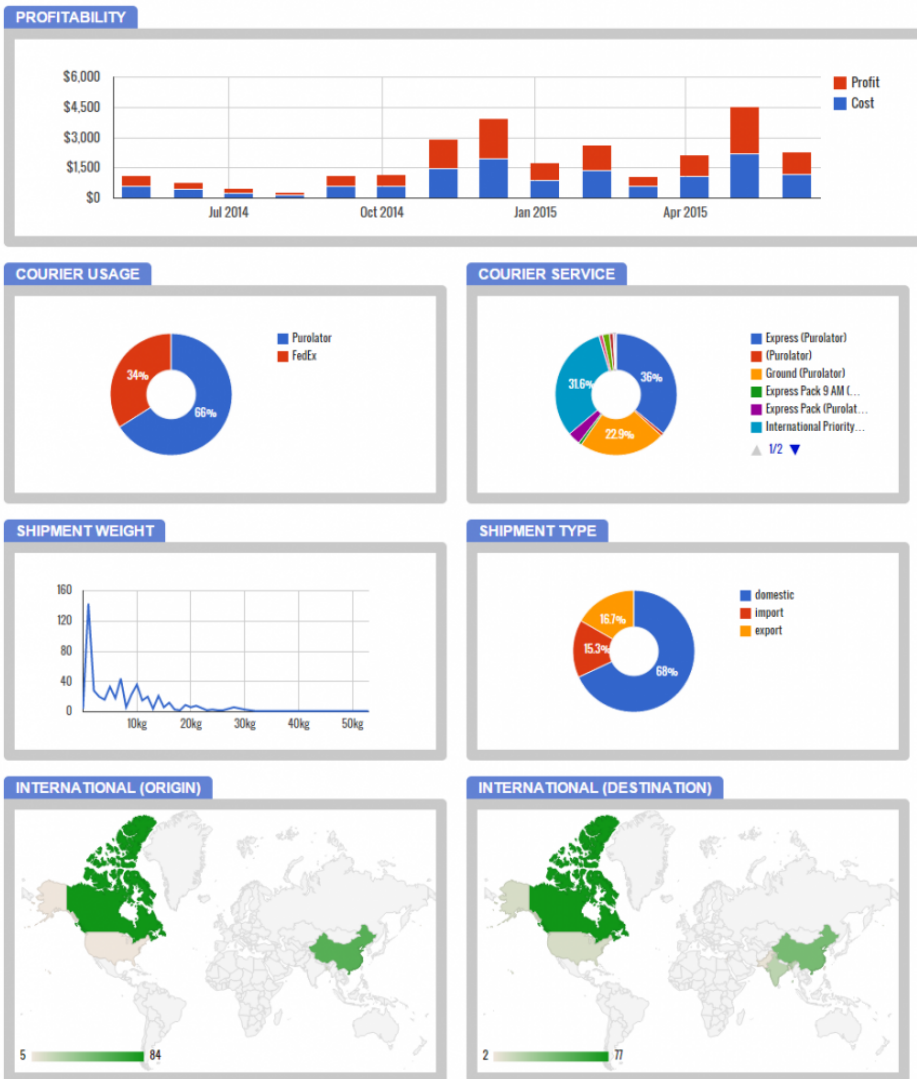 PROFITABILITY
$6,000
$4,500
$3,000
$1,500
$0
Jul 2014 Oct 2014 Jan 2015 Apr 2015
Profit
Cost
COURIER USAGE
34%
66%
Purolator
FedEx
COURIER SERVICE
31.6%
36%
22.9%
Express (Purolator)
(Purolator)
Ground (Purolator)
Express Pack 9 AM (...
Express Pack (Purolat...
International Priority...
1/2
SHIPMENT WEIGHT
160
120
80
40
0
10kg 20kg 30kg 40kg 50kg
SHIPMENT TYPE
16.7%
15.3%
68%
domestic
import
export
INTERNATIONAL (ORIGIN)
5 84
INTERNATIONAL (DESTINATION)
2 77